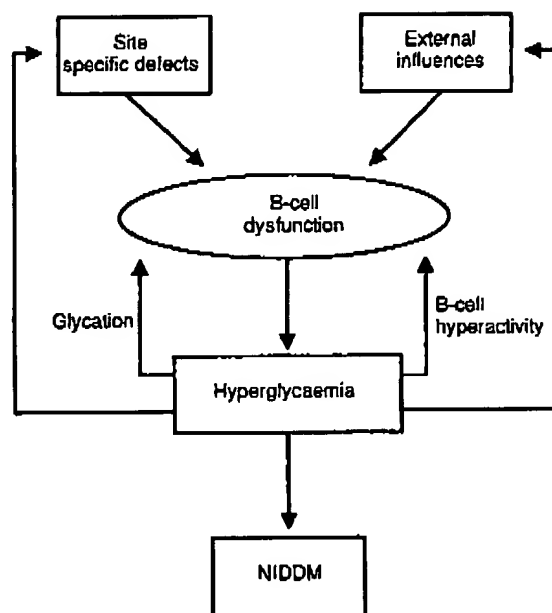 Site
specific defects
External
influences
B-cell
dysfunction
Glycation
B-cell
hyperactivity
Hyperglycaemia
NIDDM